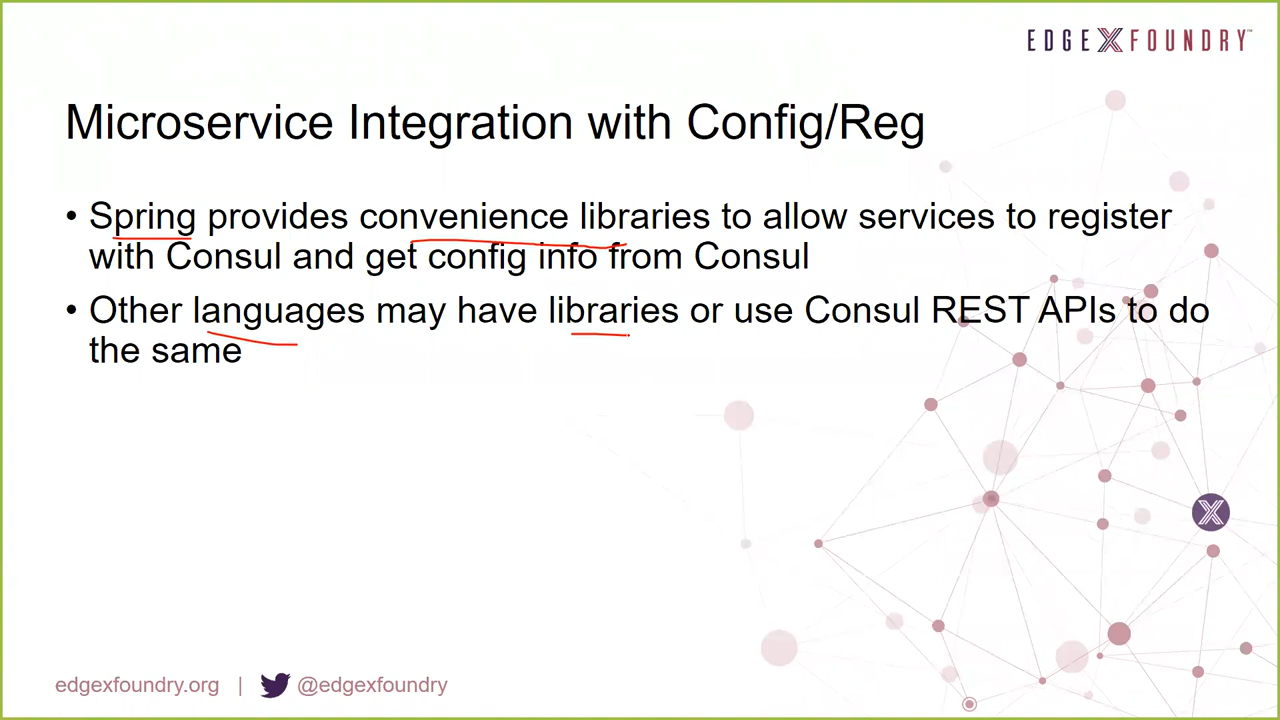 EDGE X FOUNDRY™
Microservice Integration with Config/Reg
• Spring provides convenience libraries to allow services to register
with Consul and get config info from Consul
• Other languages may have libraries or use Consul REST APIs to do
the same
X
edgexfoundry.org | @edgexfoundry